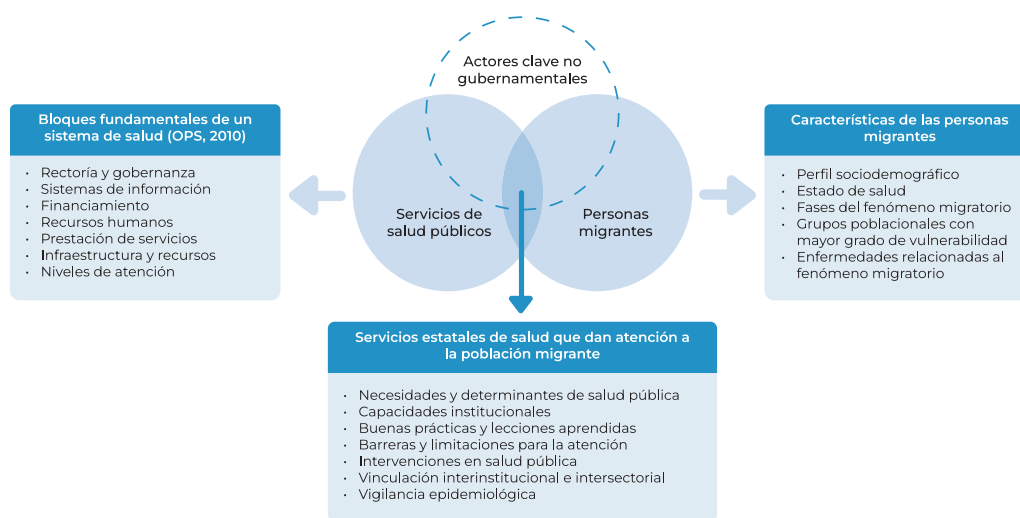 Actores clave no
gubernamentales
Bloques fundamentales de un
sistema de salud (OPS, 2010)
· Rectoría y gobernanza
· Sistemas de información
· Financiamiento
· Recursos humanos
· Prestación de servicios
· Infraestructura y recursos
· Niveles de atención
Servicios de
salud públicos
Personas
migrantes
Características de las personas
migrantes
· Perfil sociodemográfico
· Estado de salud
· Fases del fenómeno migratorio
· Grupos poblacionales con
mayor grado de vulnerabilidad
· Enfermedades relacionadas al
fenómeno migratorio
Servicios estatales de salud que dan atención a
la población migrante
· Necesidades y determinantes de salud pública
· Capacidades institucionales
· Buenas prácticas y lecciones aprendidas
· Barreras y limitaciones para la atención
· Intervenciones en salud pública
· Vinculación interinstitucional e intersectorial
· Vigilancia epidemiológica